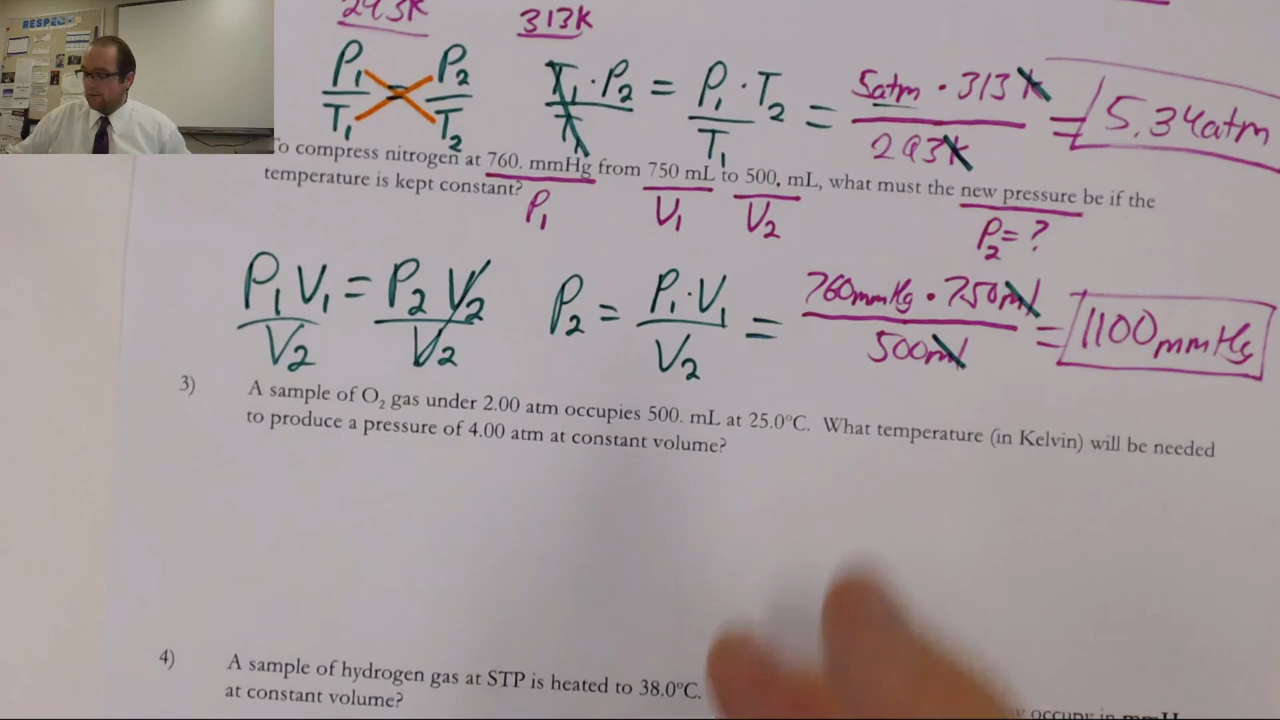 RESPECT
293K 313K
P₁/T₁ = P₂/T₂ T₁·P₂/T₁ = P₁·T₂/T₁ = 5atm · 313K/293K = 5.34atm
To compress nitrogen at 760. mmHg from 750 mL to 500. mL, what must the new pressure be if the
temperature is kept constant?
P₁ V₁ V₂ P₂ = ?
P₁V₁/V₂ = P₂V₂/V₂ P₂ = P₁·V₁/V₂ = 760mmHg · 750ml/500ml = 1100mmHg
3) A sample of O₂ gas under 2.00 atm occupies 500. mL at 25.0°C. What temperature (in Kelvin) will be needed
to produce a pressure of 4.00 atm at constant volume?
4) A sample of hydrogen gas at STP is heated to 38.0°C.
at constant volume? occupy in mmH